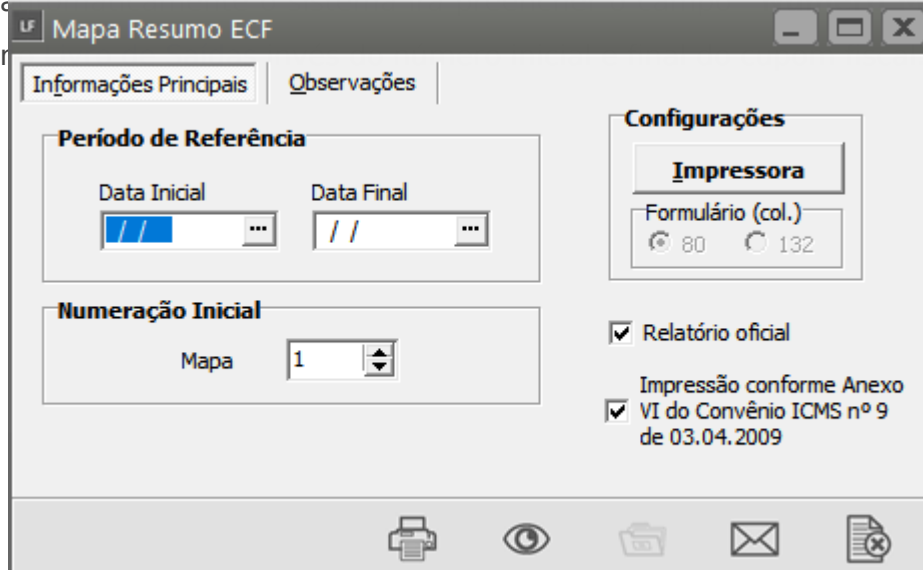 LF Mapa Resumo ECF
Informações Principais Observações
Período de Referência
Data Inicial Data Final
/ / ... / / ...
Numeração Inicial
Mapa 1
Configurações
Impressora
Formulário (col.)
80 132
Relatório oficial
Impressão conforme Anexo
VI do Convênio ICMS nº 9
de 03.04.2009